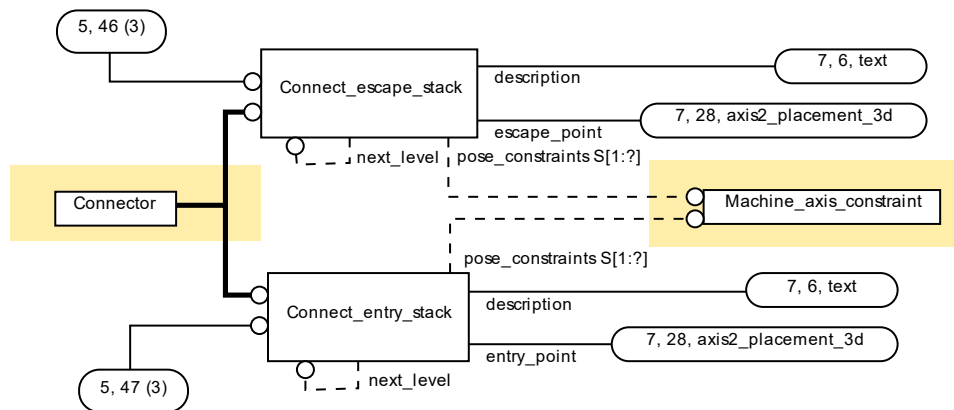 5, 46 (3)
Connect_escape_stack
description
7, 6, text
escape_point
7, 28, axis2_placement_3d
next_level
pose_constraints S[1:?]
Connector
Machine_axis_constraint
pose_constraints S[1:?]
Connect_entry_stack
description
7, 6, text
entry_point
7, 28, axis2_placement_3d
next_level
5, 47 (3)